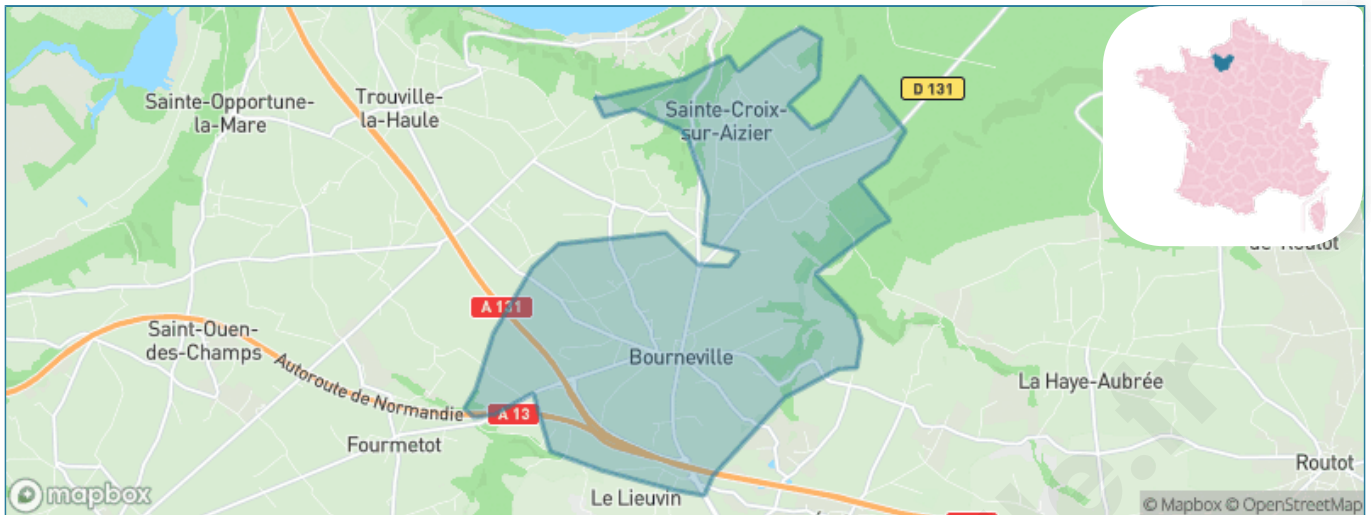 D 131
Sainte-Croix-
sur-Aizier
Trouville-
la-Haule
Sainte-Opportune-
la-Mare
de-Routot
A 131
Saint-Ouen-
des-Champs
Bourneville
Autoroute de Normandie
A 13
La Haye-Aubrée
Fourmetot
Routot
Le Lieuvin
mapbox
© Mapbox © OpenStreetMap